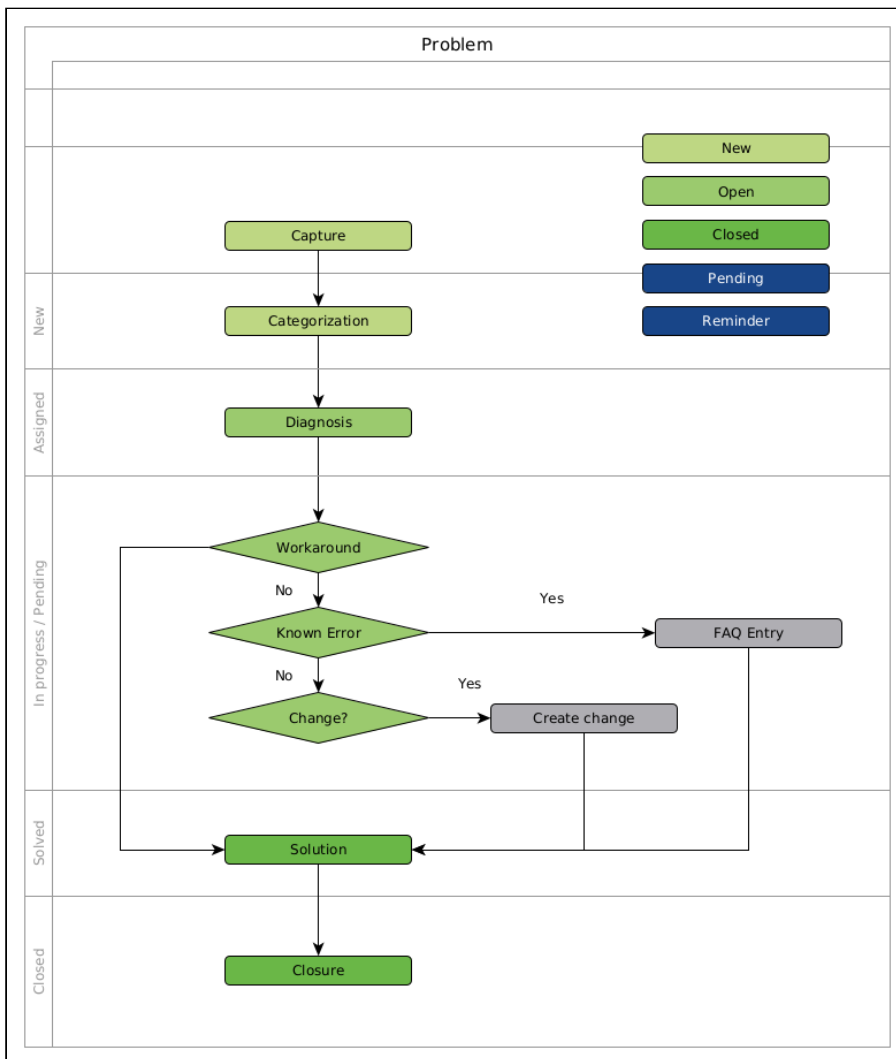 Problem
New
Open
Capture
Closed
Pending
New
Categorization
Reminder
Assigned
Diagnosis
In progress / Pending
Workaround
No
Yes
Known Error
FAQ Entry
No
Yes
Change?
Create change
Solved
Solution
Closed
Closure